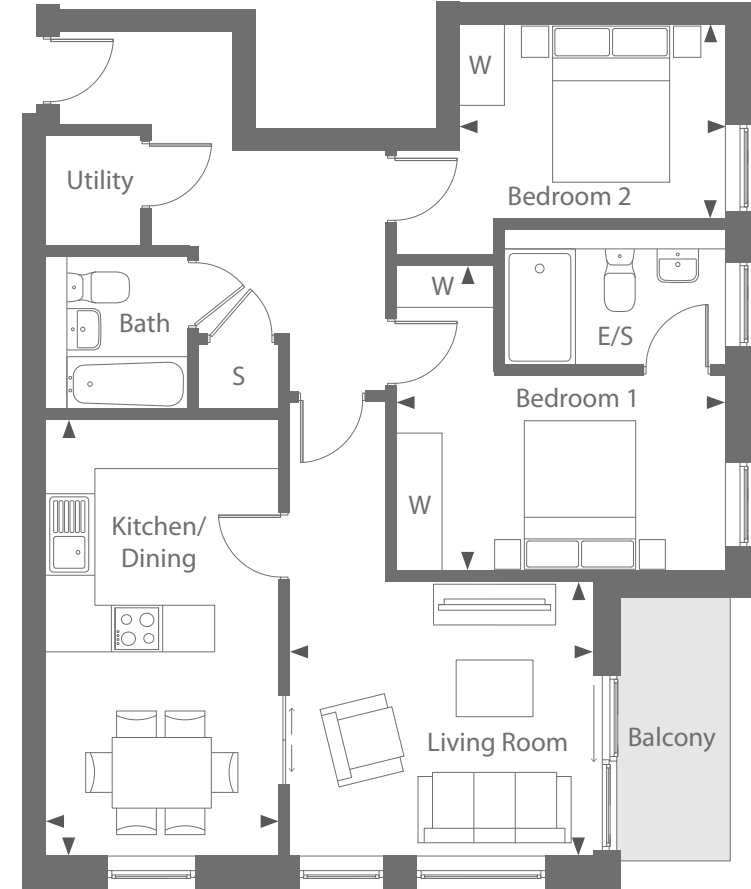 W
Utility
Bedroom 2
W
Bath
E/S
S
Bedroom 1
W
Kitchen/
Dining
Living Room
Balcony